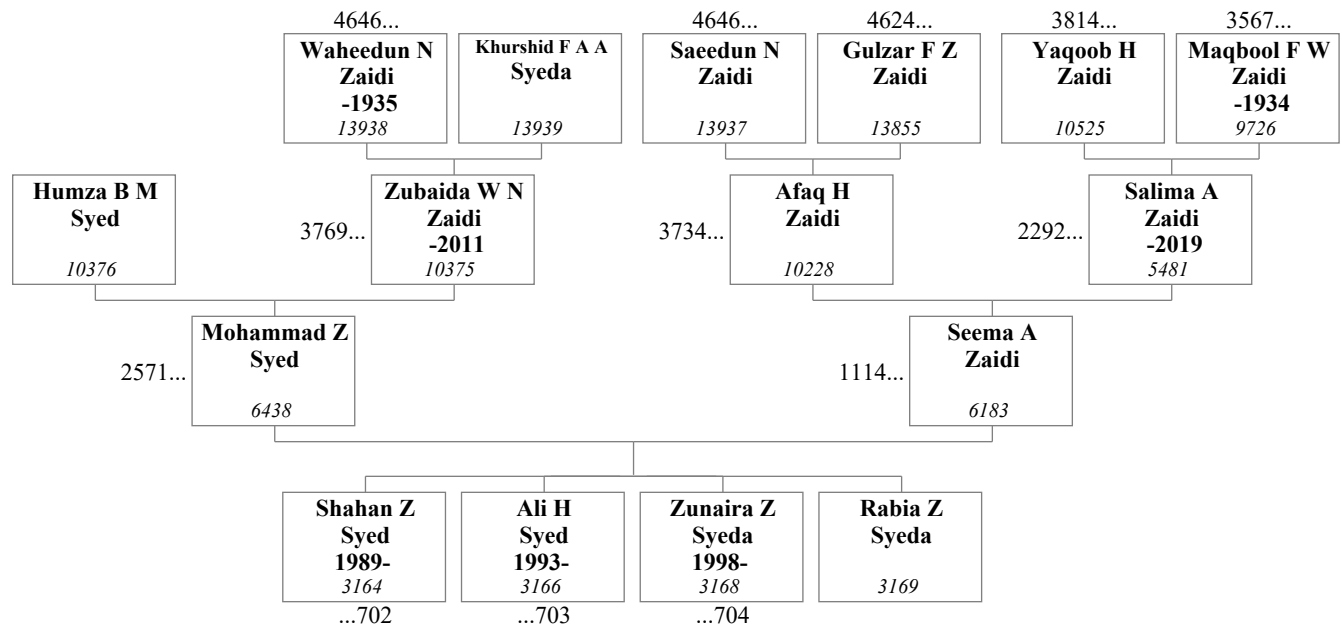 4646...
4646...
4624...
3814...
3567...
Waheedun N
Zaidi
-1935
13938
Khurshid F A A
Syeda
13939
Saeedun N
Zaidi
13937
Gulzar F Z
Zaidi
13855
Yaqoob H
Zaidi
10525
Maqbool F W
Zaidi
-1934
9726
Humza B M
Syed
10376
3769...
Zubaida W N
Zaidi
-2011
10375
3734...
Afaq H
Zaidi
10228
2292...
Salima A
Zaidi
-2019
5481
2571...
Mohammad Z
Syed
6438
1114...
Seema A
Zaidi
6183
Shahan Z
Syed
1989-
3164
...702
Ali H
Syed
1993-
3166
...703
Zunaira Z
Syeda
1998-
3168
...704
Rabia Z
Syeda
3169